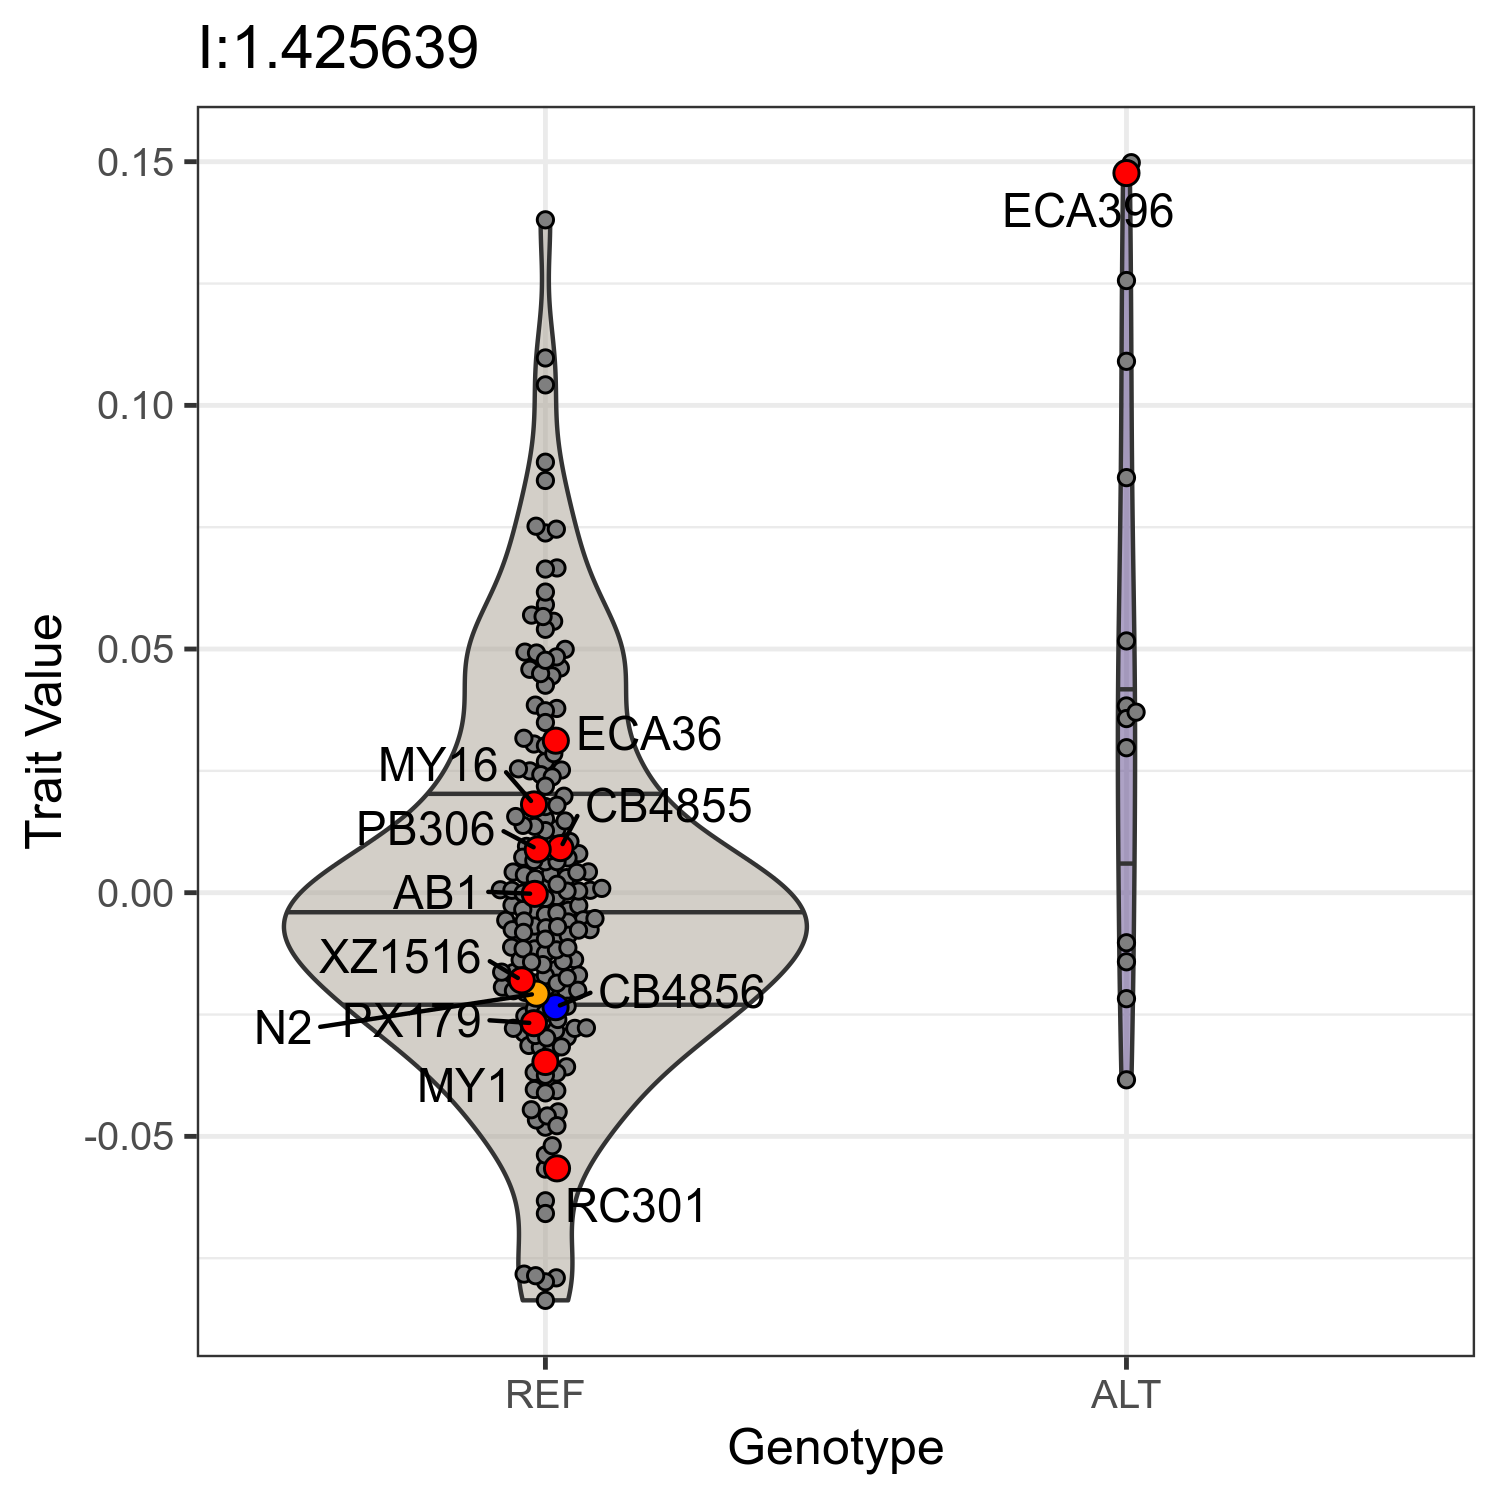 I:1.425639
0.15
0.10
0.05
0.00
-0.05
Trait Value
ECA396
ECA36
MY16
CB4855
PB306
AB1
XZ1516
CB4856
N2
PX179
MY1
RC301
REF
ALT
Genotype